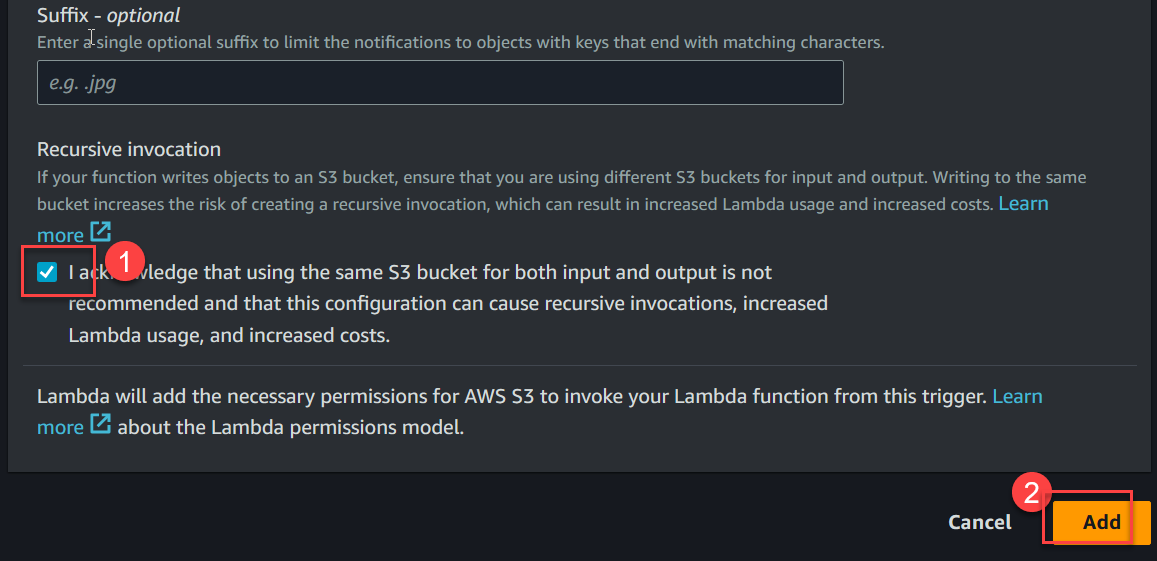 Suffix - optional
Enter a single optional suffix to limit the notifications to objects with keys that end with matching characters.
e.g. .jpg
Recursive invocation
If your function writes objects to an S3 bucket, ensure that you are using different S3 buckets for input and output. Writing to the same
bucket increases the risk of creating a recursive invocation, which can result in increased Lambda usage and increased costs. Learn
more
1
I acknowledge that using the same S3 bucket for both input and output is not
recommended and that this configuration can cause recursive invocations, increased
Lambda usage, and increased costs.
Lambda will add the necessary permissions for AWS S3 to invoke your Lambda function from this trigger. Learn
more about the Lambda permissions model.
2
Cancel Add